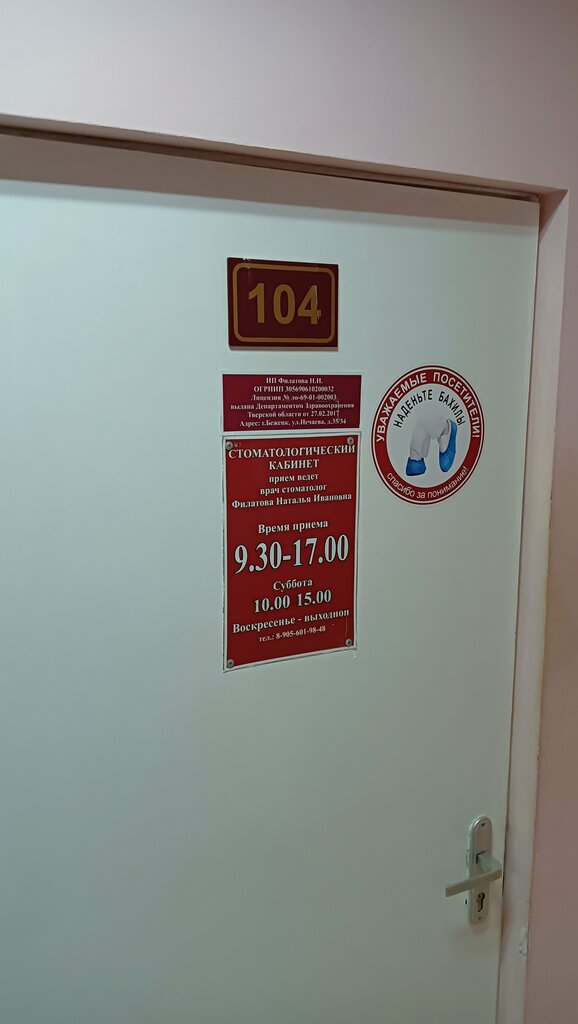 104
ИП Филатова Н.И.
ОГРНИП 305690610200032
Лицензия № ло-69-01-002003
выдана Департаментом Здравоохранения
Тверской области от 27.02.2017
Адрес: г.Бежецк, ул.Нечаева, д.35/34
СТОМАТОЛОГИЧЕСКИЙ
КАБИНЕТ
прием ведет
врач стоматолог
Филатова Наталья Ивановна
Время приема
9.30-17.00
Суббота
10.00 15.00
Воскресенье - выходной
тел.: 8-905-601-98-48
УВАЖАЕМЫЕ ПОСЕТИТЕЛИ!
НАДЕНЬТЕ БАХИЛЫ
спасибо за понимание!